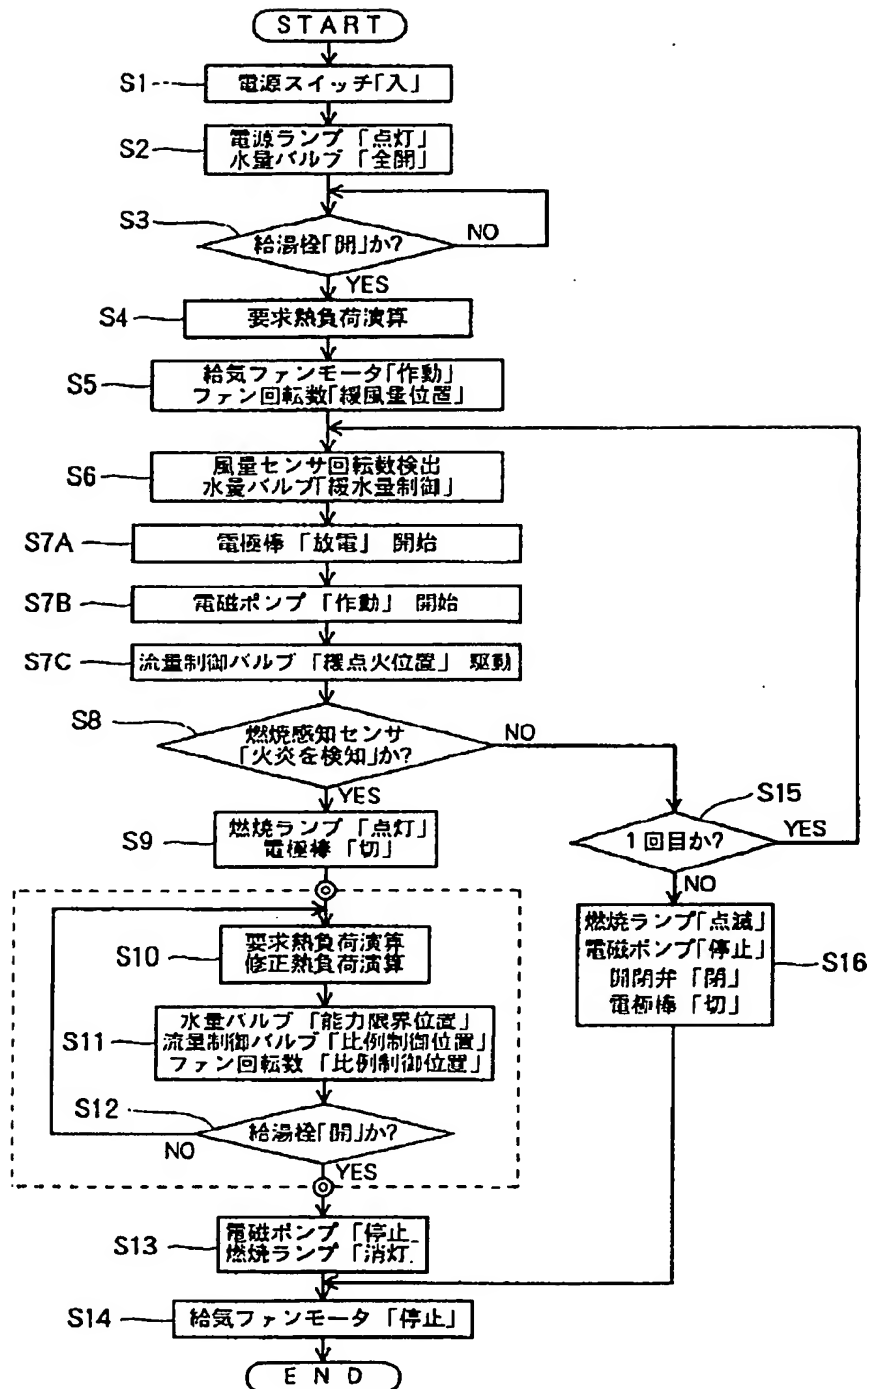 START
S1
電源スイッチ「入」
S2
電源ランプ 「点灯」
水量バルブ 「全開」
S3
給湯栓「開」か?
NO
YES
S4
要求熱負荷演算
S5
給気ファンモータ「作動」
ファン回転数「緩風量位置」
S6
風量センサ回転数検出
水量バルブ「緩水量制御」
S7A
電極棒 「放電」 開始
S7B
電磁ポンプ 「作動」 開始
S7C
流量制御バルブ 「緩点火位置」 駆動
S8
燃焼感知センサ
「火炎を検知」か?
NO
YES
S15
1回目か?
YES
NO
S9
燃焼ランプ 「点灯」
電極棒 「切」
S16
燃焼ランプ「点滅」
電磁ポンプ「停止」
開閉弁 「閉」
電極棒 「切」
S10
要求熱負荷演算
修正熱負荷演算
S11
水量バルブ 「能力限界位置」
流量制御バルブ「比例制御位置」
ファン回転数 「比例制御位置」
S12
給湯栓「開」か?
NO
YES
S13
電磁ポンプ 「停止
燃焼ランプ 「消灯
S14
給気ファンモータ 「停止」
END